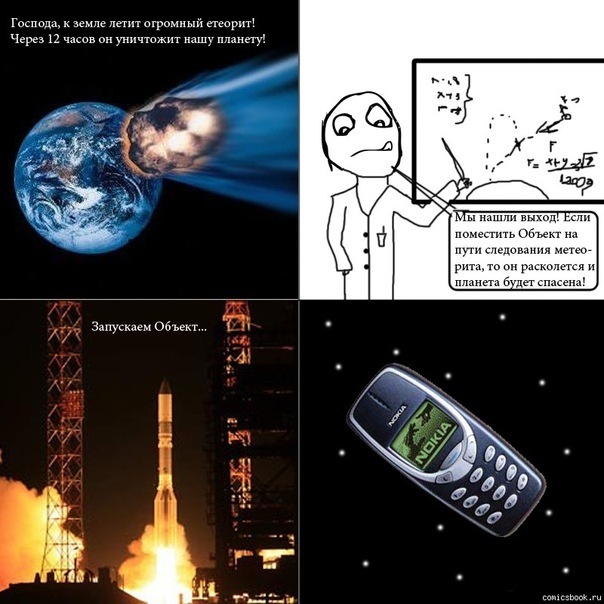 Господа, к земле летит огромный етеорит!
Через 12 часов он уничтожит нашу планету!
Мы нашли выход! Если
поместить Объект на
пути следования метео-
рита, то он расколется и
планета будет спасена!
Запускаем Объект...
NOKIA
NOKIA
comicsbook.ru